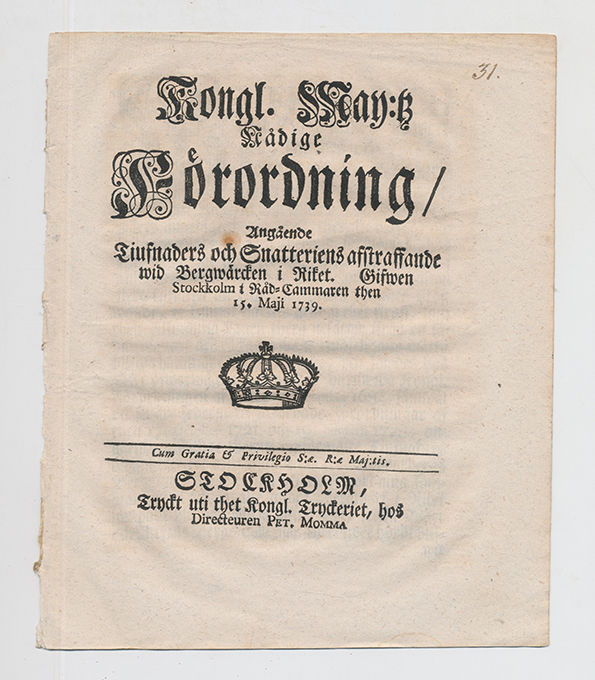 31.
Kongl. May:tz
Nådige
Förordning/
Angående
Tiufnaders och Snatteriens afstraffande
wid Bergwärcken i Riket. Gifwen
Stockholm i Råd-Cammaren then
15. Maji 1739.
Cum Gratia & Privilegio S:æ. R:æ Maj:tis.
STOCKHOLM,
Tryckt uti thet Kongl. Tryckeriet, hos
Directeuren PET. MOMMA